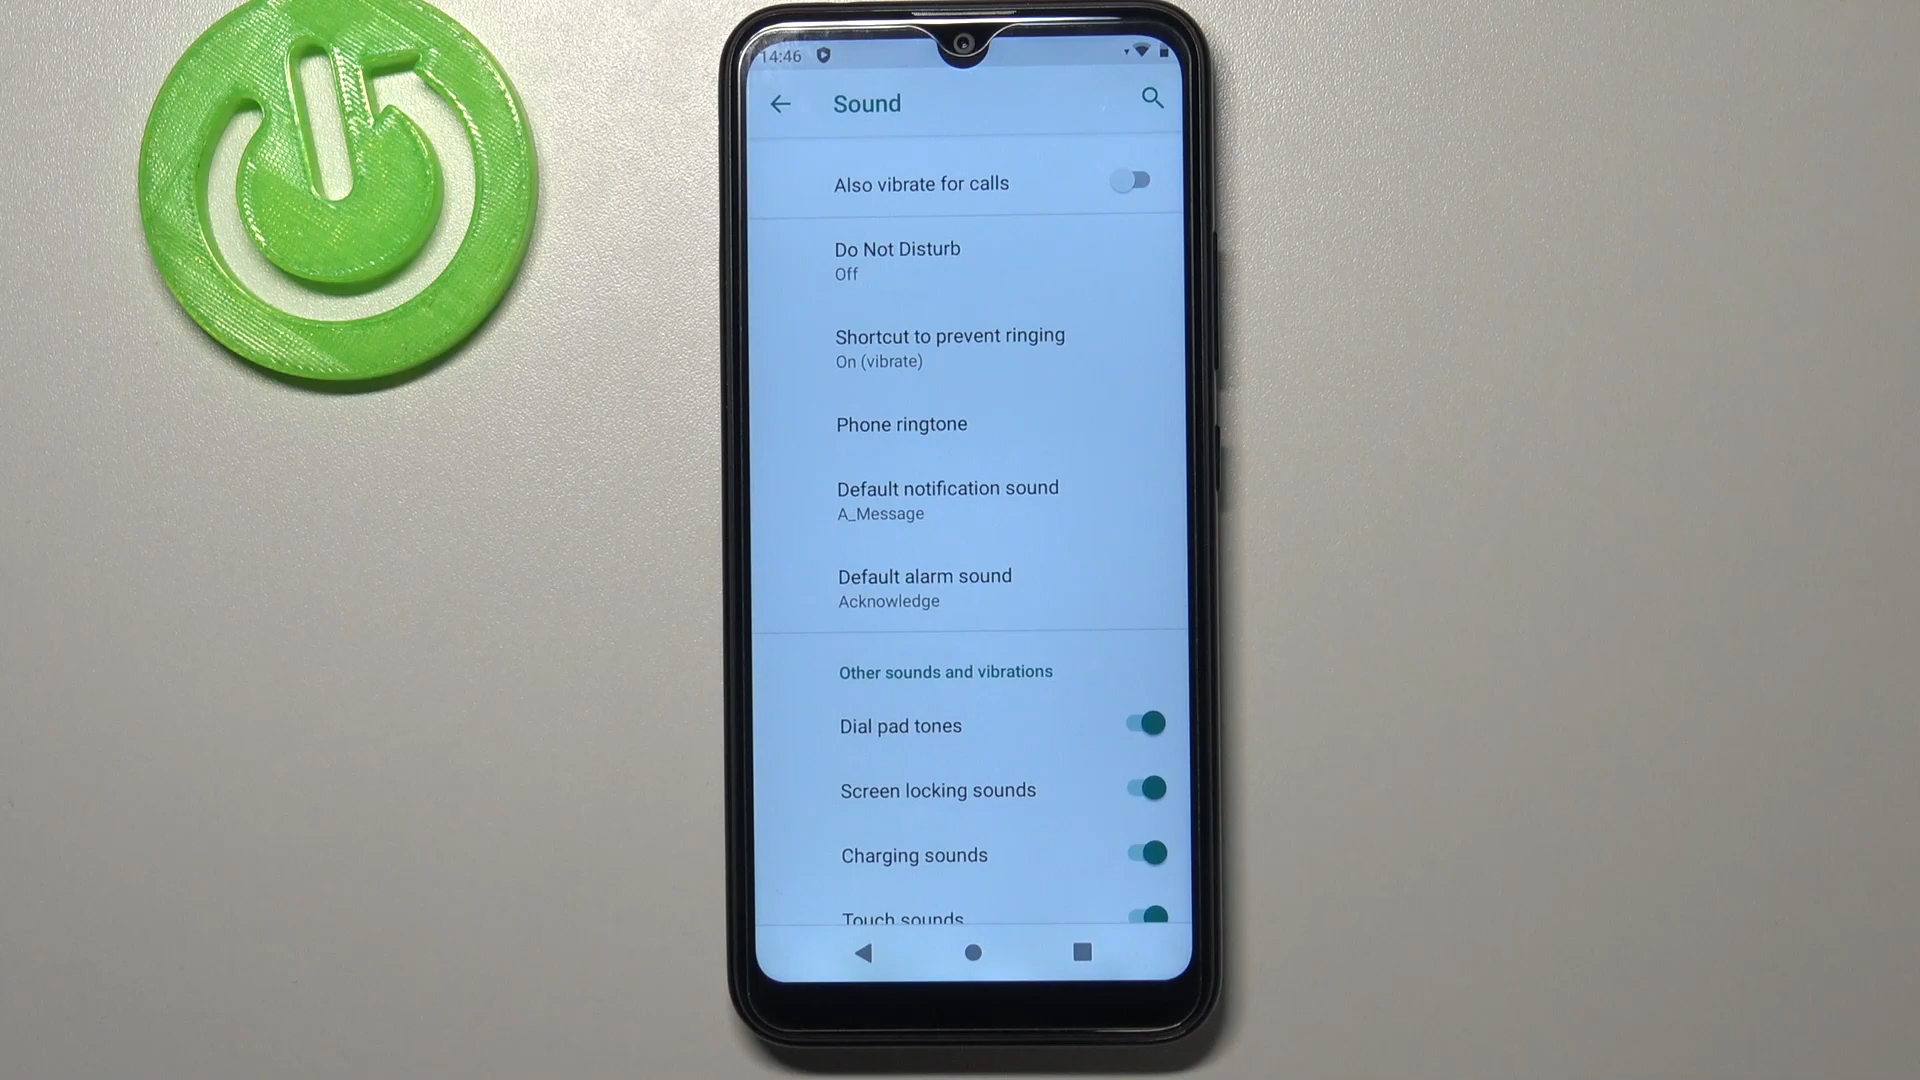 14:46
Sound
Also vibrate for calls
Do Not Disturb
Off
Shortcut to prevent ringing
On (vibrate)
Phone ringtone
Default notification sound
A_Message
Default alarm sound
Acknowledge
Other sounds and vibrations
Dial pad tones
Screen locking sounds
Charging sounds
Touch sounds